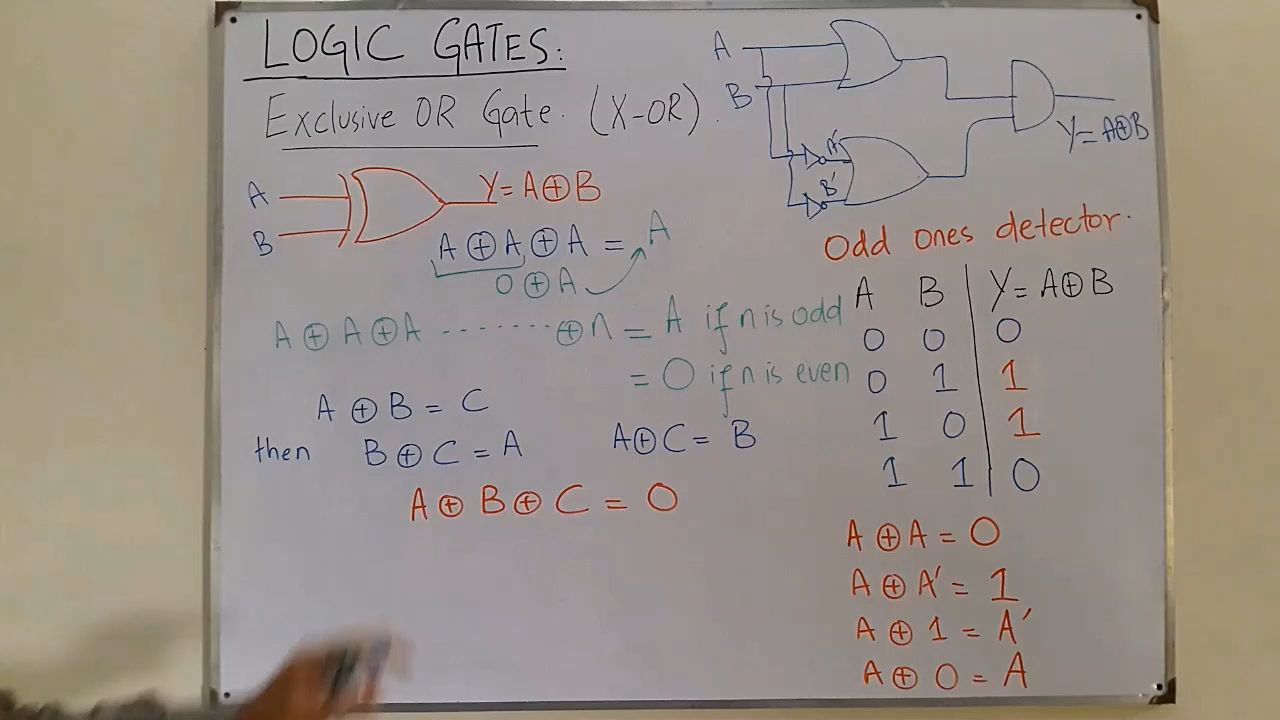 LOGIC GATES:
Exclusive OR Gate. (X-OR).
A
B
Y = A⊕B
A ⊕ A ⊕ A = A
0 ⊕ A
A ⊕ A ⊕ A -------- ⊕ n = A if n is odd
= 0 if n is even
A ⊕ B = C
then B ⊕ C = A A⊕C = B
A ⊕ B ⊕ C = 0
A
B
A'
B'
Y = A⊕B
Odd ones detector.
A B Y = A⊕B
0 0 0
0 1 1
1 0 1
1 1 0
A ⊕ A = 0
A ⊕ A' = 1
A ⊕ 1 = A'
A ⊕ 0 = A